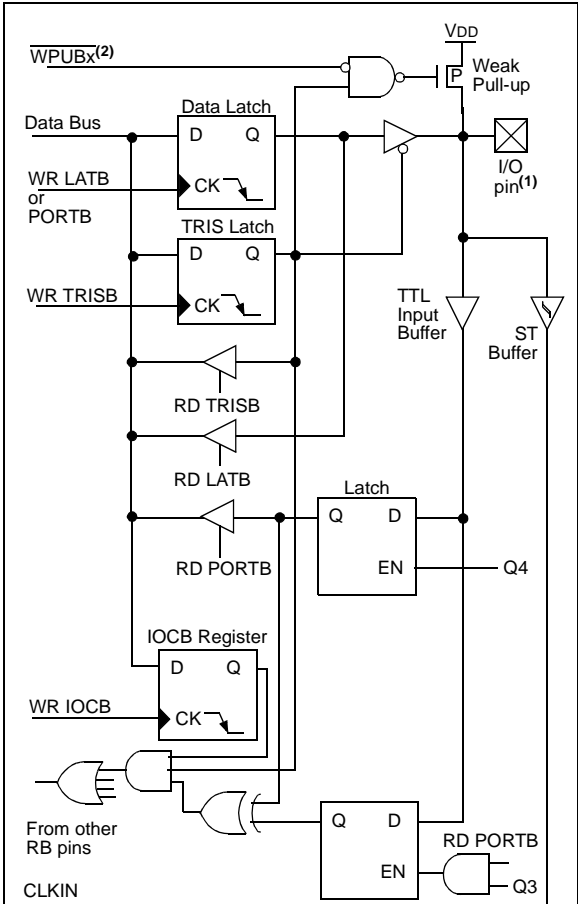 VDD
WPUBx(2)
P
Weak
Pull-up
Data Latch
Data Bus
D Q
WR LATB
or
PORTB
CK
I/O
pin(1)
TRIS Latch
D Q
WR TRISB
CK
TTL
Input
Buffer
ST
Buffer
RD TRISB
RD LATB
Latch
Q D
RD PORTB
EN
Q4
IOCB Register
D Q
WR IOCB
CK
From other
RB pins
Q D
RD PORTB
EN
Q3
CLKIN